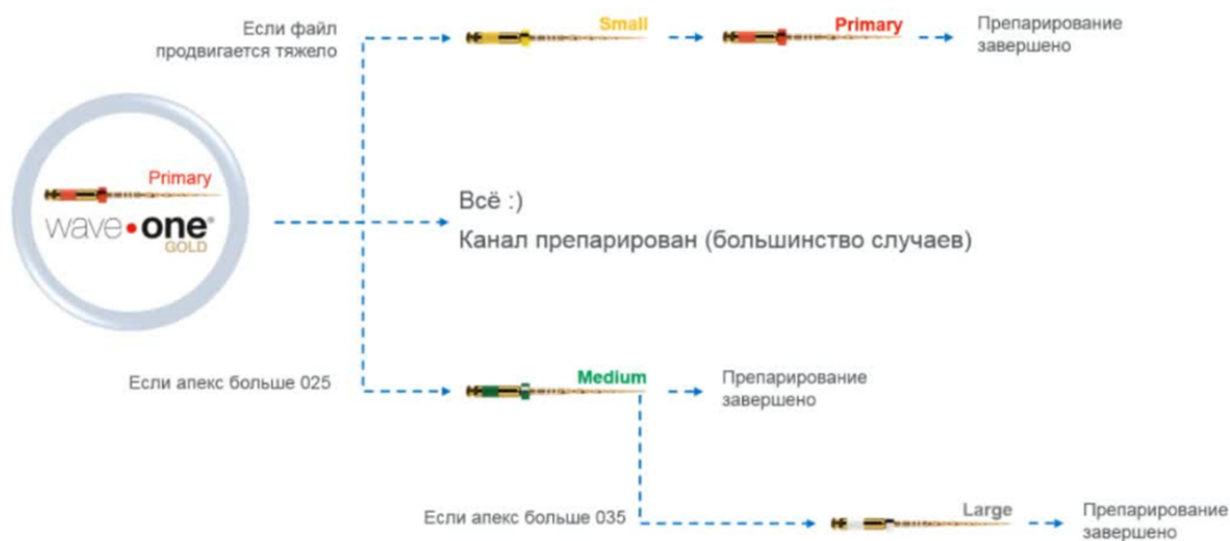 Если файл
продвигается тяжело
Small
Primary
Препарирование
завершено
Primary
wave•one®
GOLD
Всё :)
Канал препарирован (большинство случаев)
Если апекс больше 025
Medium
Препарирование
завершено
Если апекс больше 035
Large
Препарирование
завершено